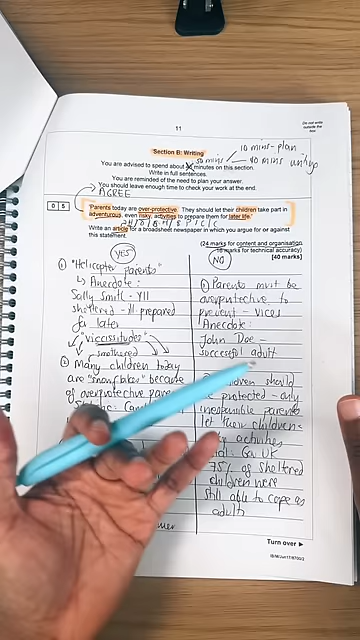 11
Do not write
outside the
box
Section B: Writing
10 mins - plan
50 mins
40 mins writing
You are advised to spend about minutes on this section.
Write in full sentences.
You are reminded of the need to plan your answer.
You should leave enough time to check your work at the end.
AGREE
0 5
'Parents today are over-protective. They should let their children take part in
adventurous, even risky, activities to prepare them for later life.'
Write an article for a broadsheet newspaper in which you argue for or against
this statement.
(24 marks for content and organisation
16 marks for technical accuracy)
[40 marks]
YES
NO
① "Helicopter parents"
↳ Anecdote:
Sally Smith - Y11
sheltered - ill-prepared
for later
"viccissitudes"
smothered
② Many children today
are "snowflakes" because
of overprotective
① Parents must be
overprotective to
prevent - vices
Anecdote:
John Doe -
successful adult
children should
be protected - only
irresponsible parents
let their children
activities
UK
75% of sheltered
children were
still able to cope as
adult
Turn over ►
IB/M/Jun17/8700/2